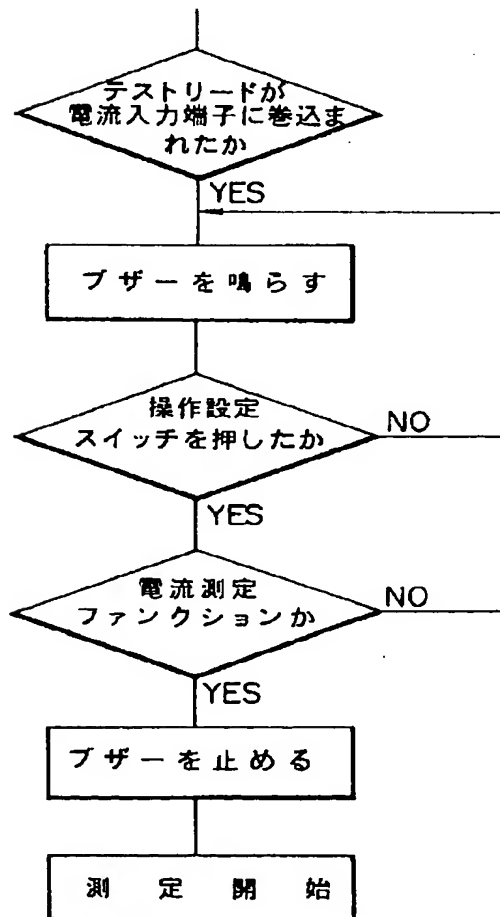 テストリードが
電流入力端子に巻込ま
れたか
YES
ブザーを鳴らす
操作設定
スイッチを押したか
NO
YES
電流測定
ファンクションか
NO
YES
ブザーを止める
測定開始